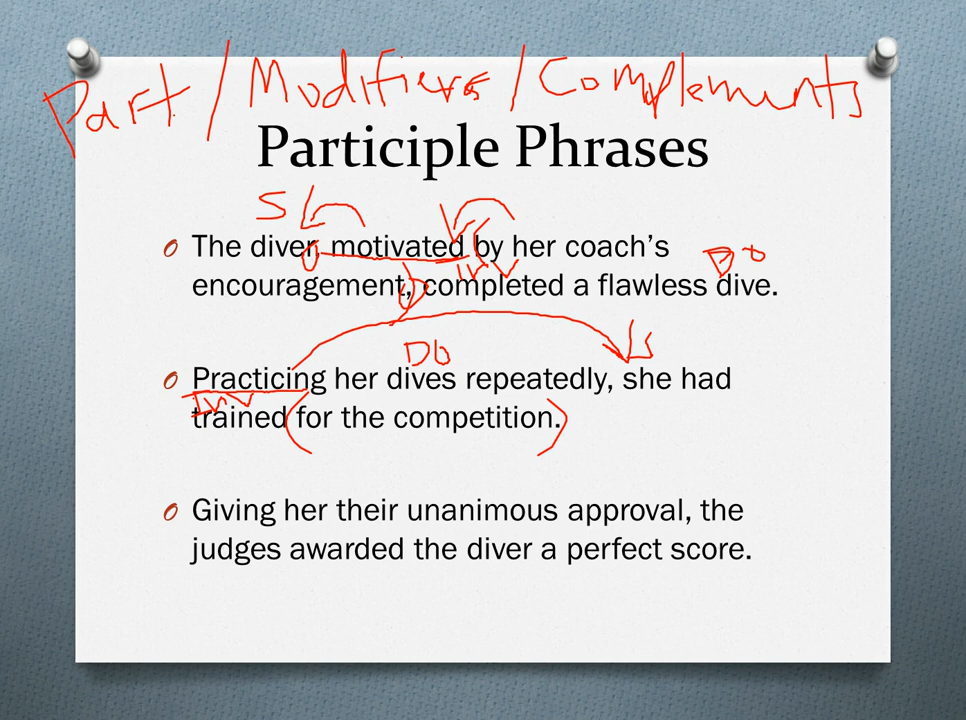 Part / Modifiers / Complements
Participle Phrases
S
The diver, motivated by her coach's
DO
encouragement, completed a flawless dive.
DO
Practicing her dives repeatedly, she had
trained (for the competition.)
Giving her their unanimous approval, the
judges awarded the diver a perfect score.